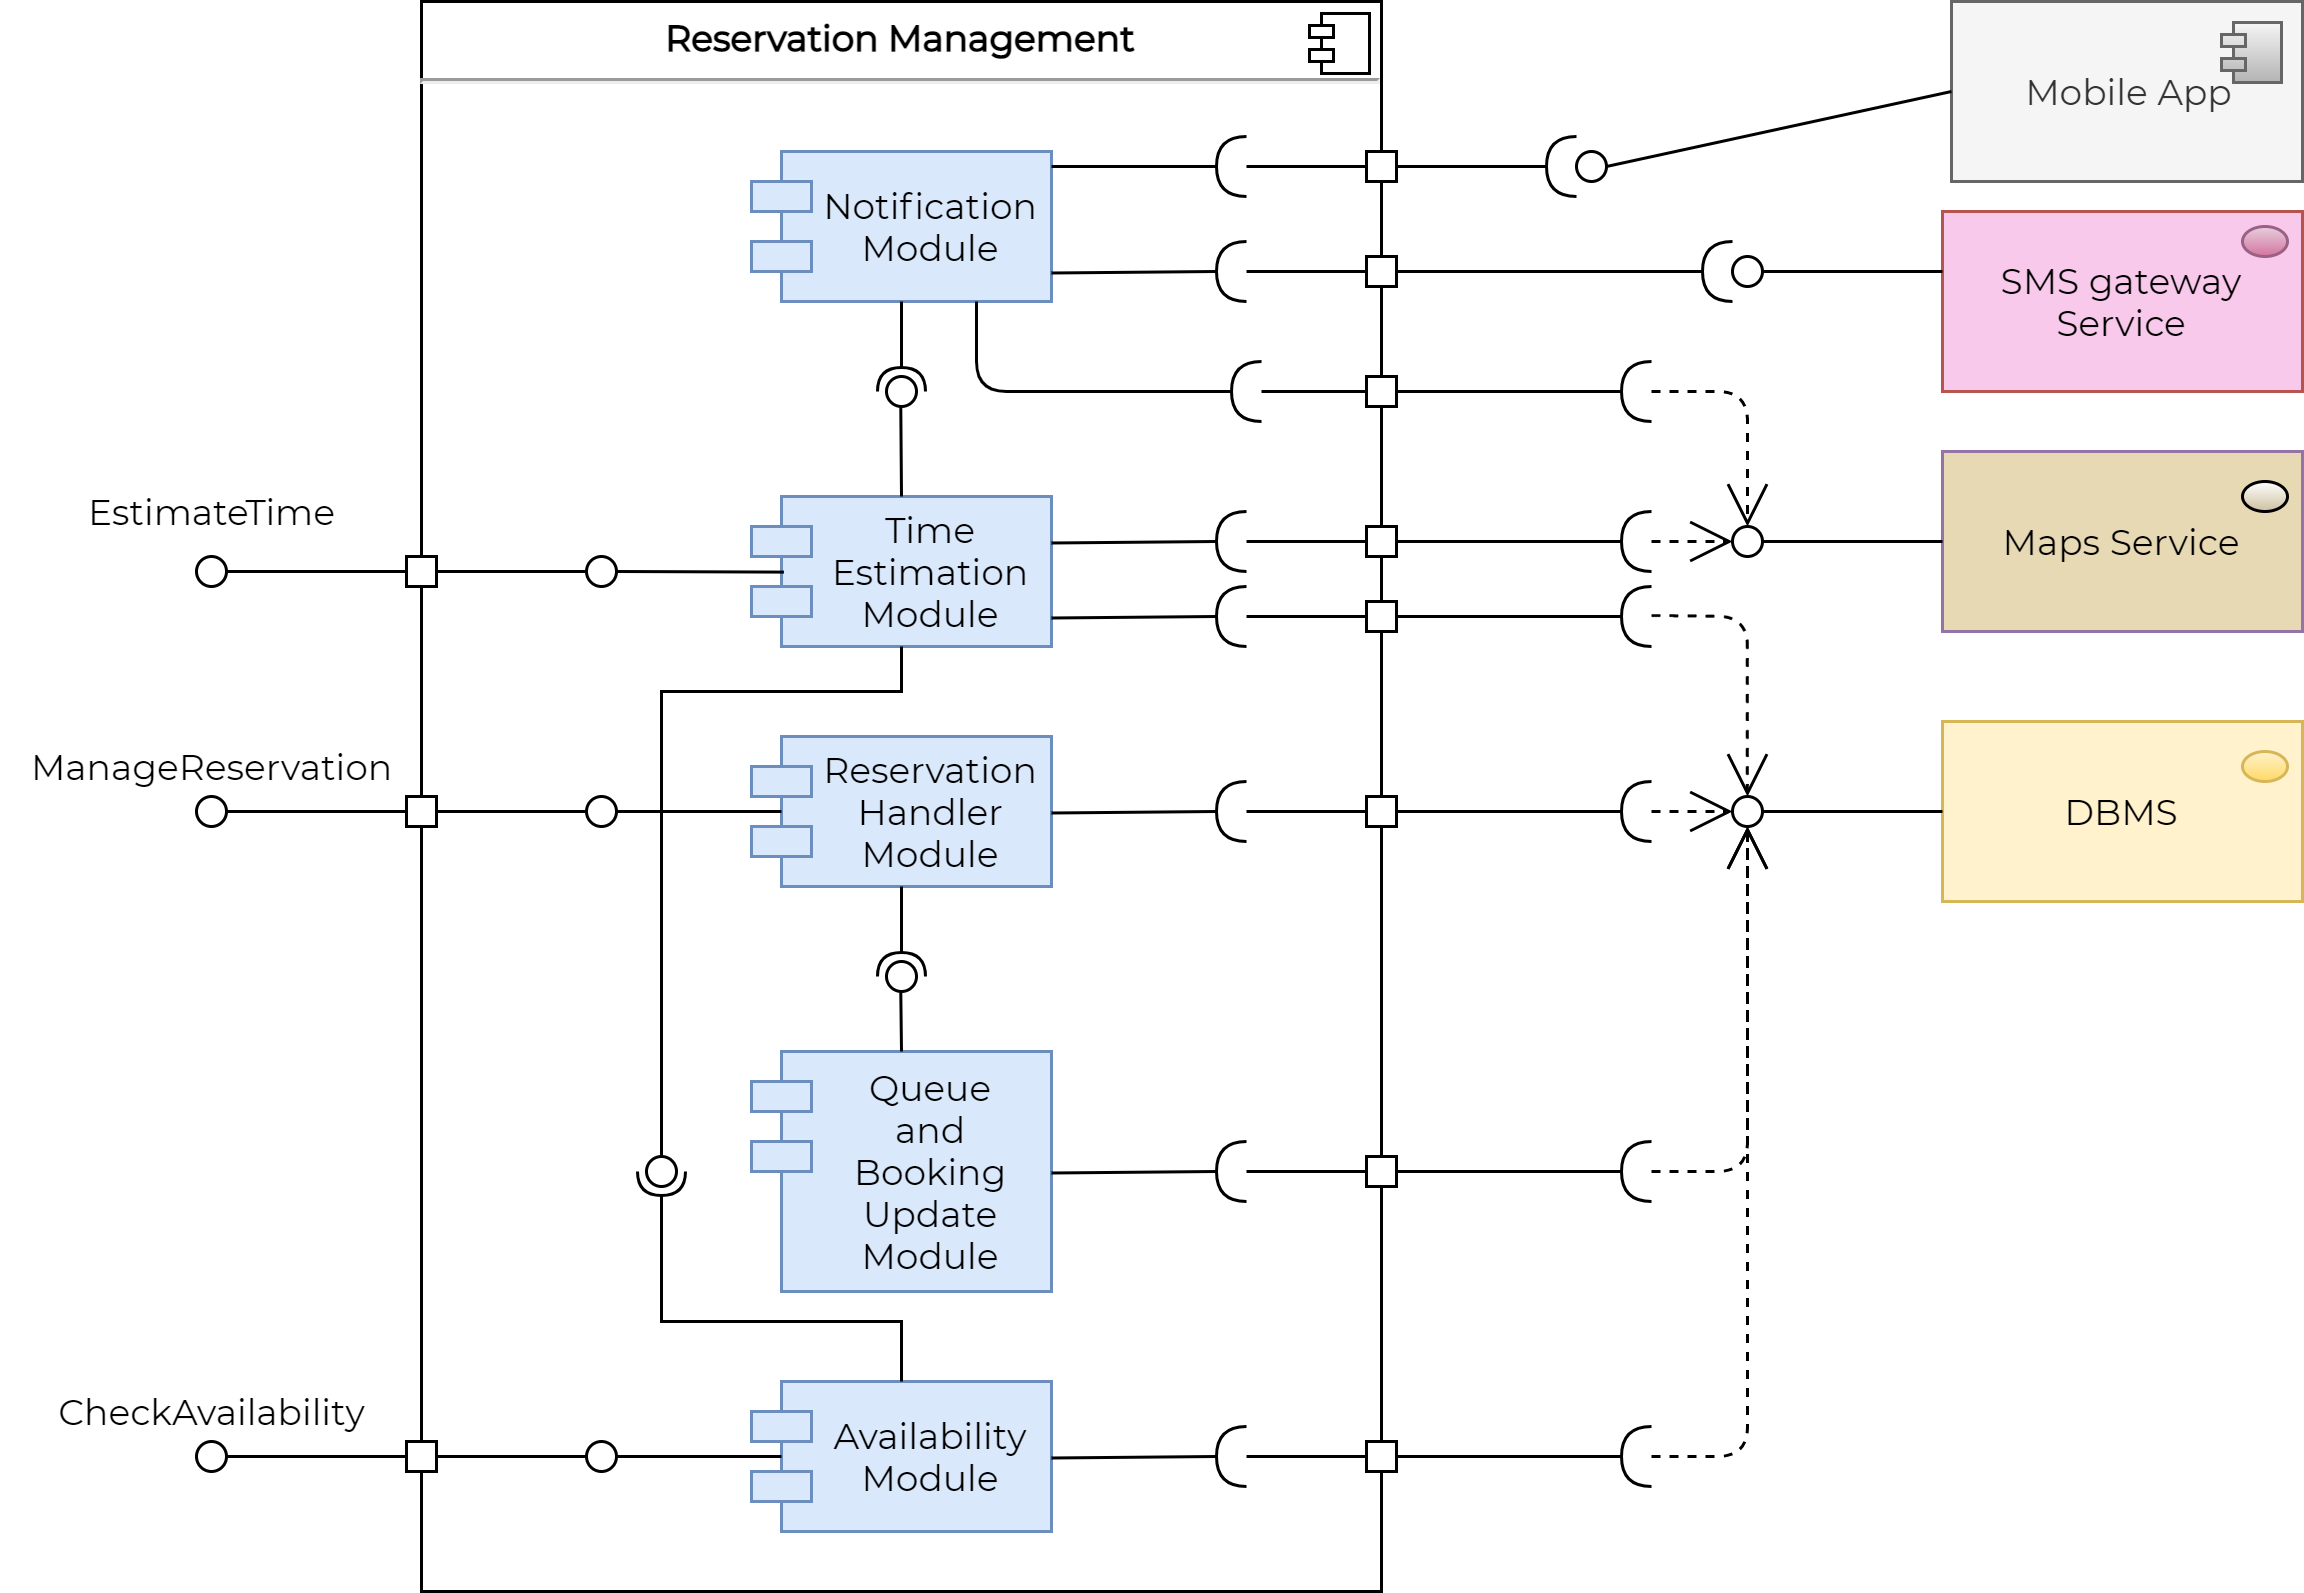 Reservation Management
Mobile App
Notification
Module
SMS gateway
Service
EstimateTime
Time
Estimation
Module
Maps Service
ManageReservation
Reservation
Handler
Module
DBMS
Queue
and
Booking
Update
Module
CheckAvailability
Availability
Module